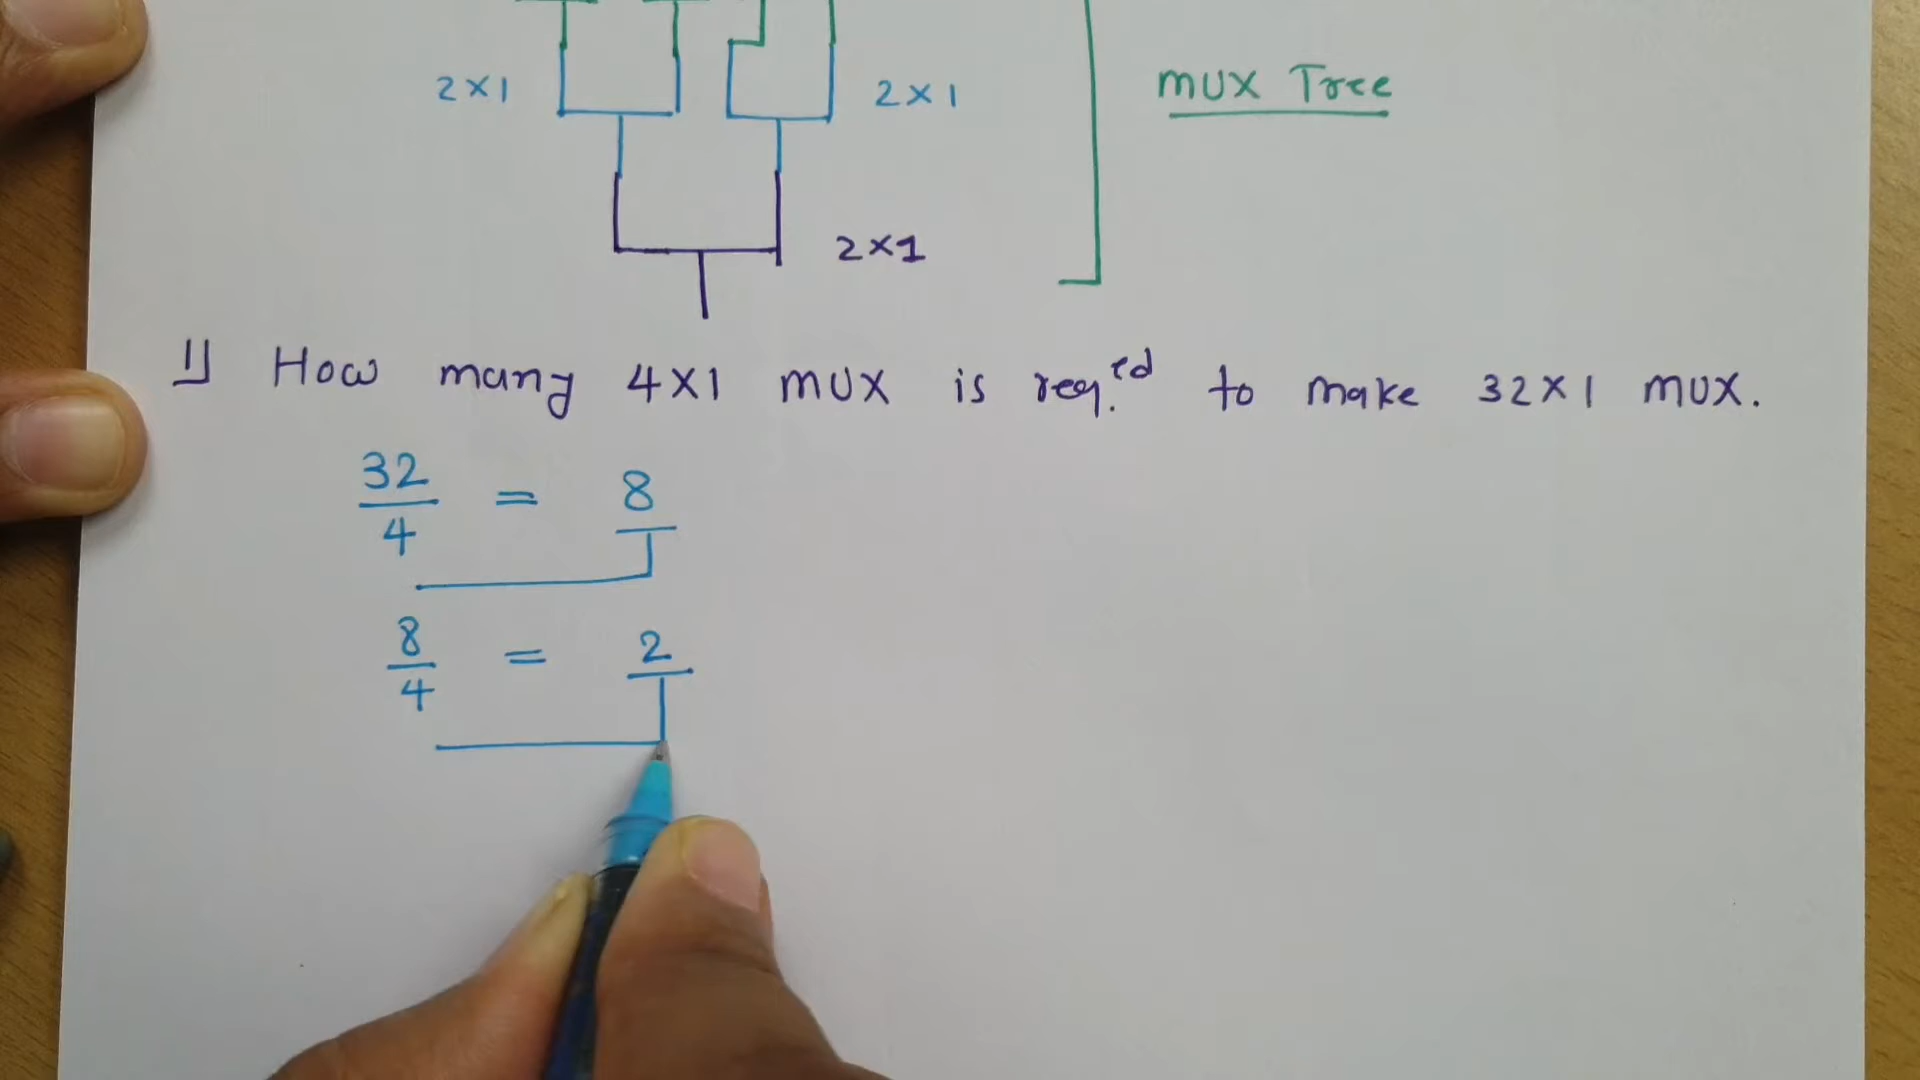 2×1 2×1 MUX Tree
2×1
1] How many 4×1 MUX is req.ed to make 32×1 MUX.
32/4 = 8
8/4 = 2